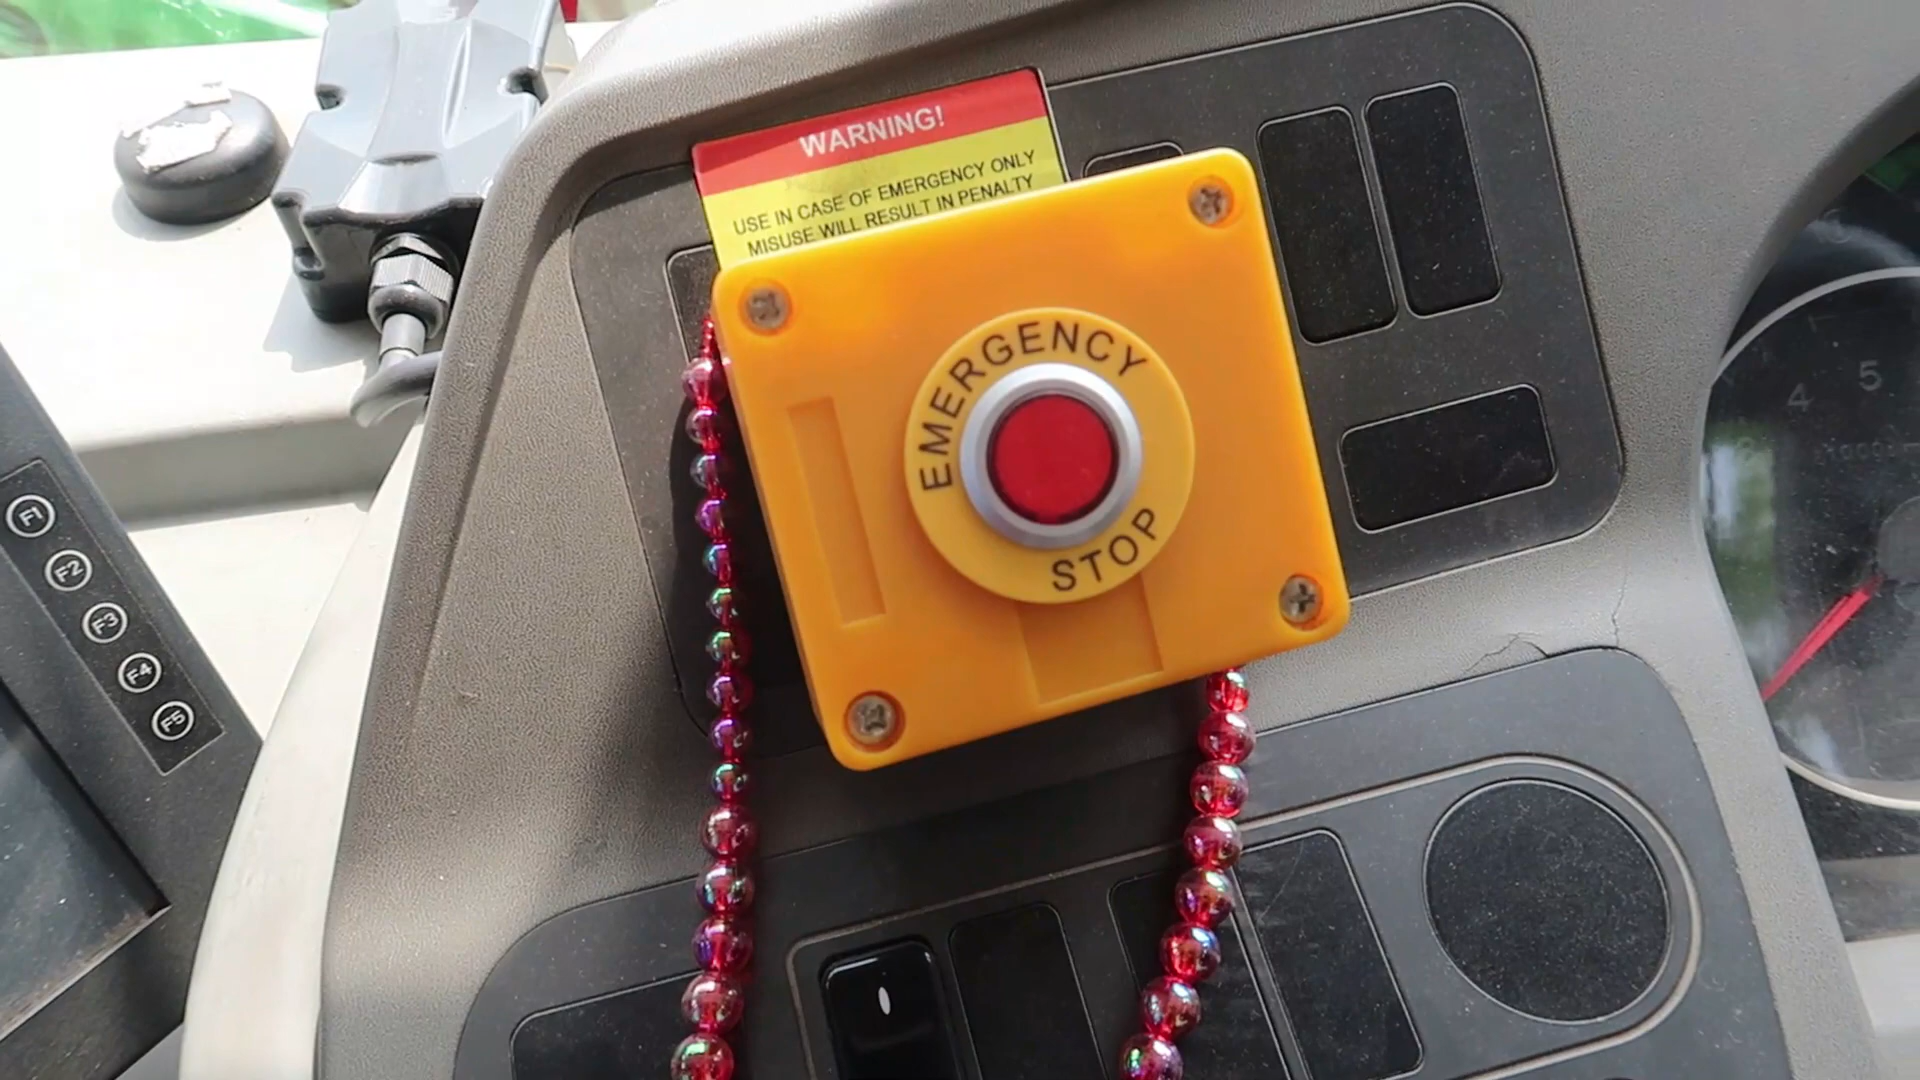 WARNING!
USE IN CASE OF EMERGENCY ONLY
MISUSE WILL RESULT IN PENALTY
EMERGENCY
STOP
F1
F2
F3
F4
F5
4
5